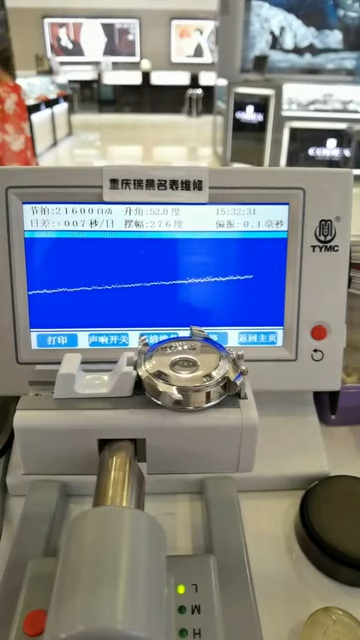 重庆瑞晨名表维修
节拍:21600自动 升角:52.0度 15:32:31
日差:+007秒/日 摆幅:276度 偏振:0.1毫秒
TYMC
打印 声响开关 返回主页
L
M
H